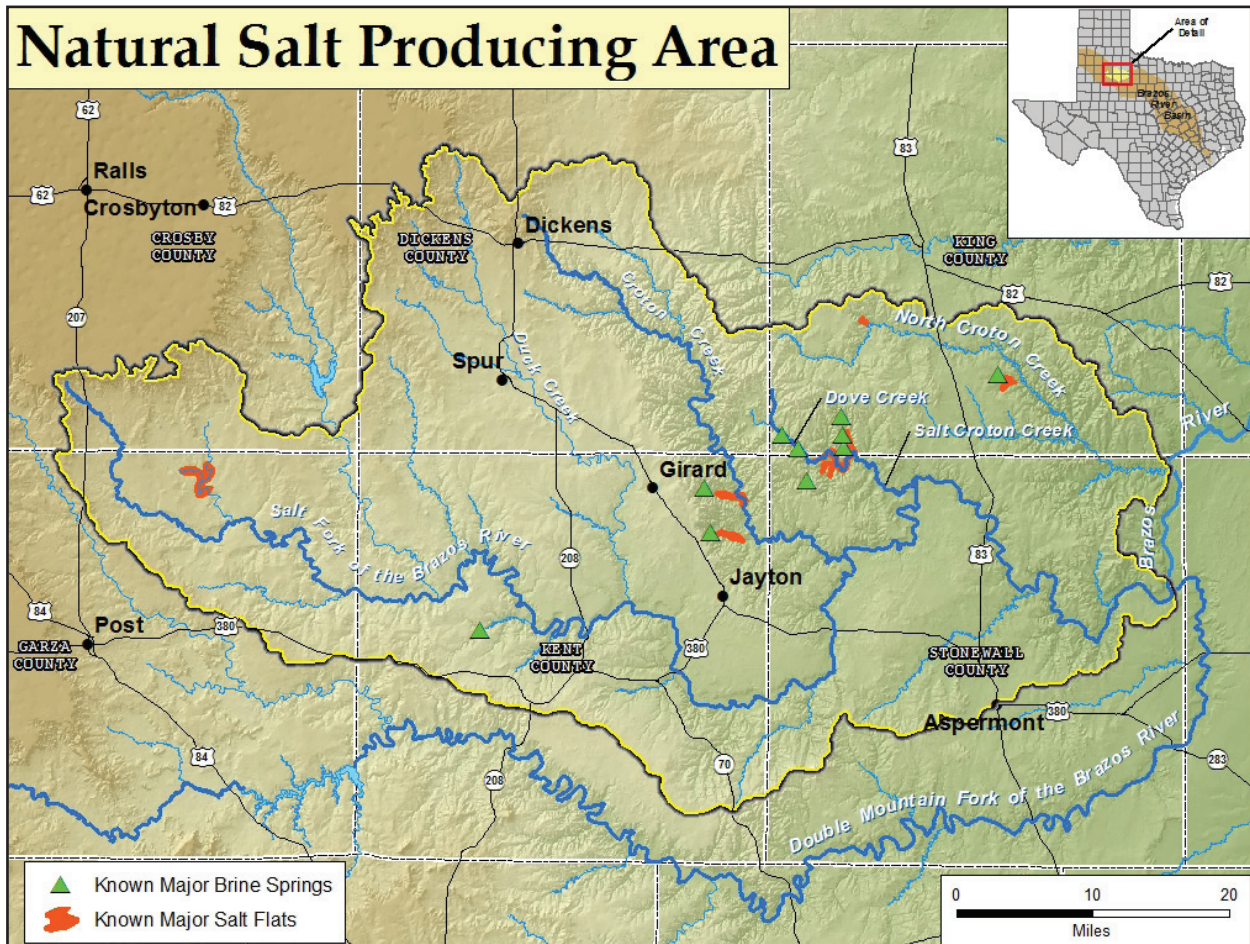 Natural Salt Producing Area
Area of
Detail
Brazos
River
Basin
62
83
Ralls
62
Crosbyton
82
CROSBY
COUNTY
DICKENS
COUNTY
Dickens
KING
COUNTY
82
82
207
Croton Creek
North Croton Creek
Duck Creek
Spur
Dove Creek
Salt Croton Creek
River
Brazos
Girard
Salt Fork
of the Brazos River
208
83
Jayton
84
Post
380
GARZA
COUNTY
KENT
COUNTY
380
STONEWALL
COUNTY
Aspermont
380
84
208
70
283
Double Mountain Fork of the Brazos River
Known Major Brine Springs
Known Major Salt Flats
0 10 20
Miles